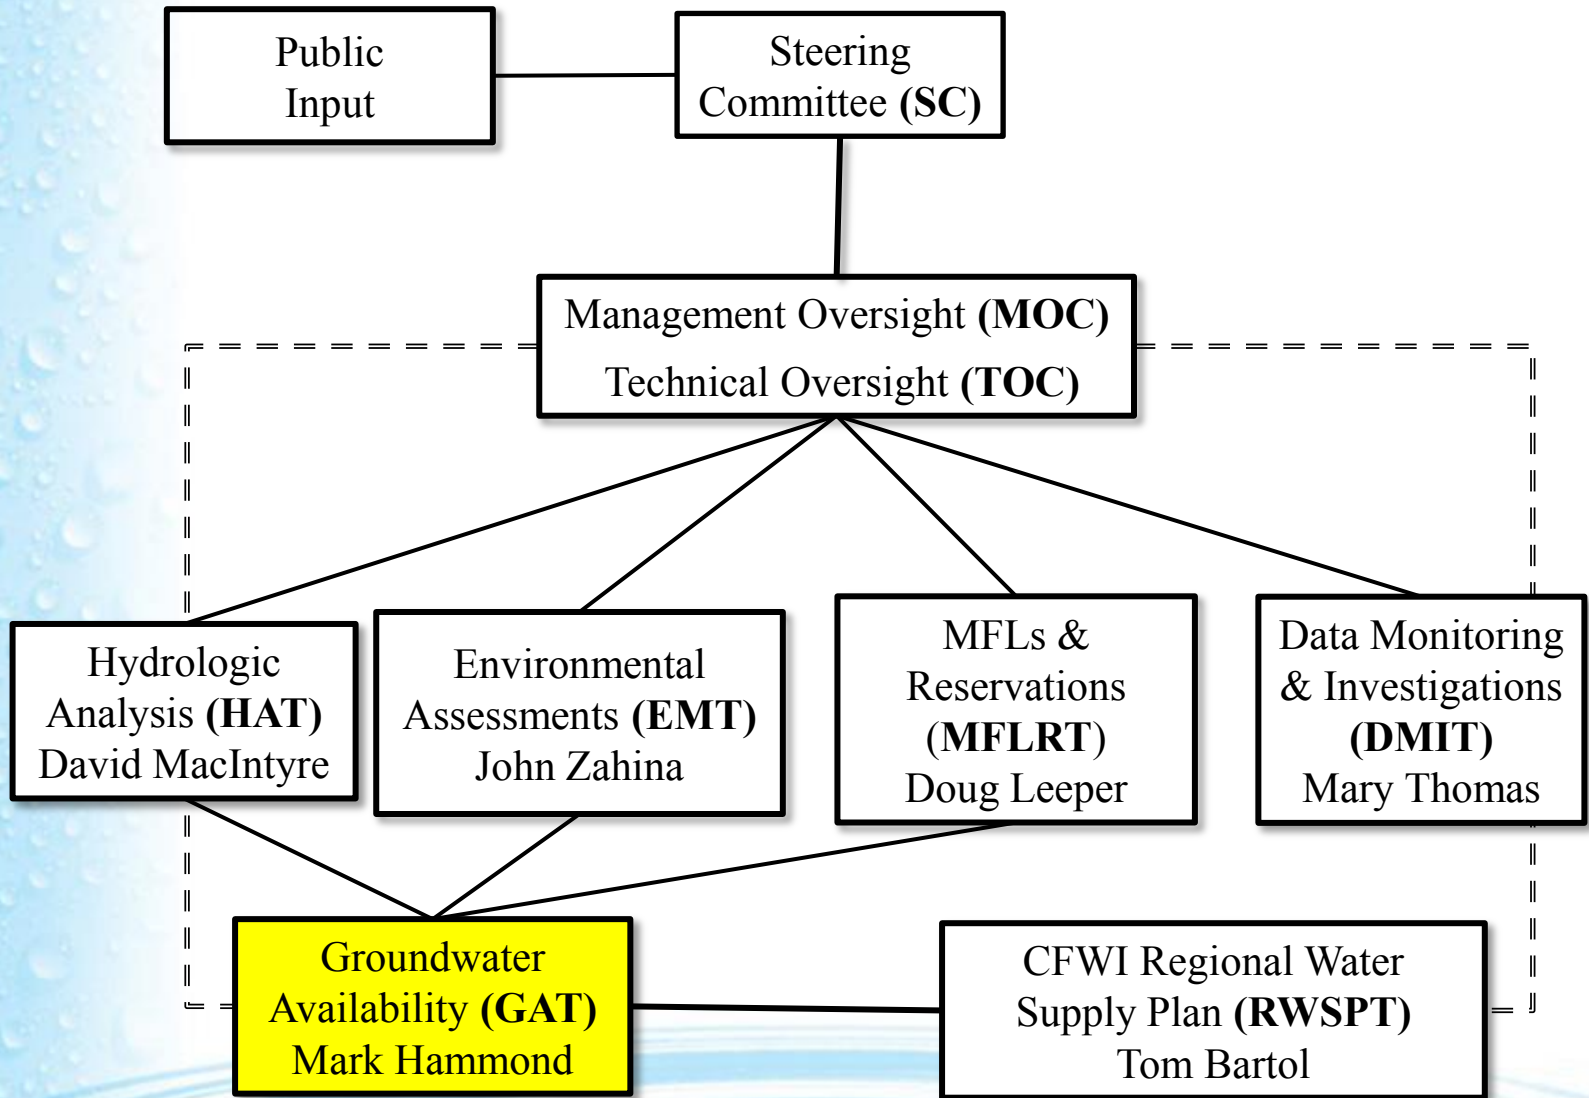 Public
Input
Steering
Committee (SC)
Management Oversight (MOC)
Technical Oversight (TOC)
Hydrologic
Analysis (HAT)
David MacIntyre
Environmental
Assessments (EMT)
John Zahina
MFLs &
Reservations
(MFLRT)
Doug Leeper
Data Monitoring
& Investigations
(DMIT)
Mary Thomas
Groundwater
Availability (GAT)
Mark Hammond
CFWI Regional Water
Supply Plan (RWSPT)
Tom Bartol